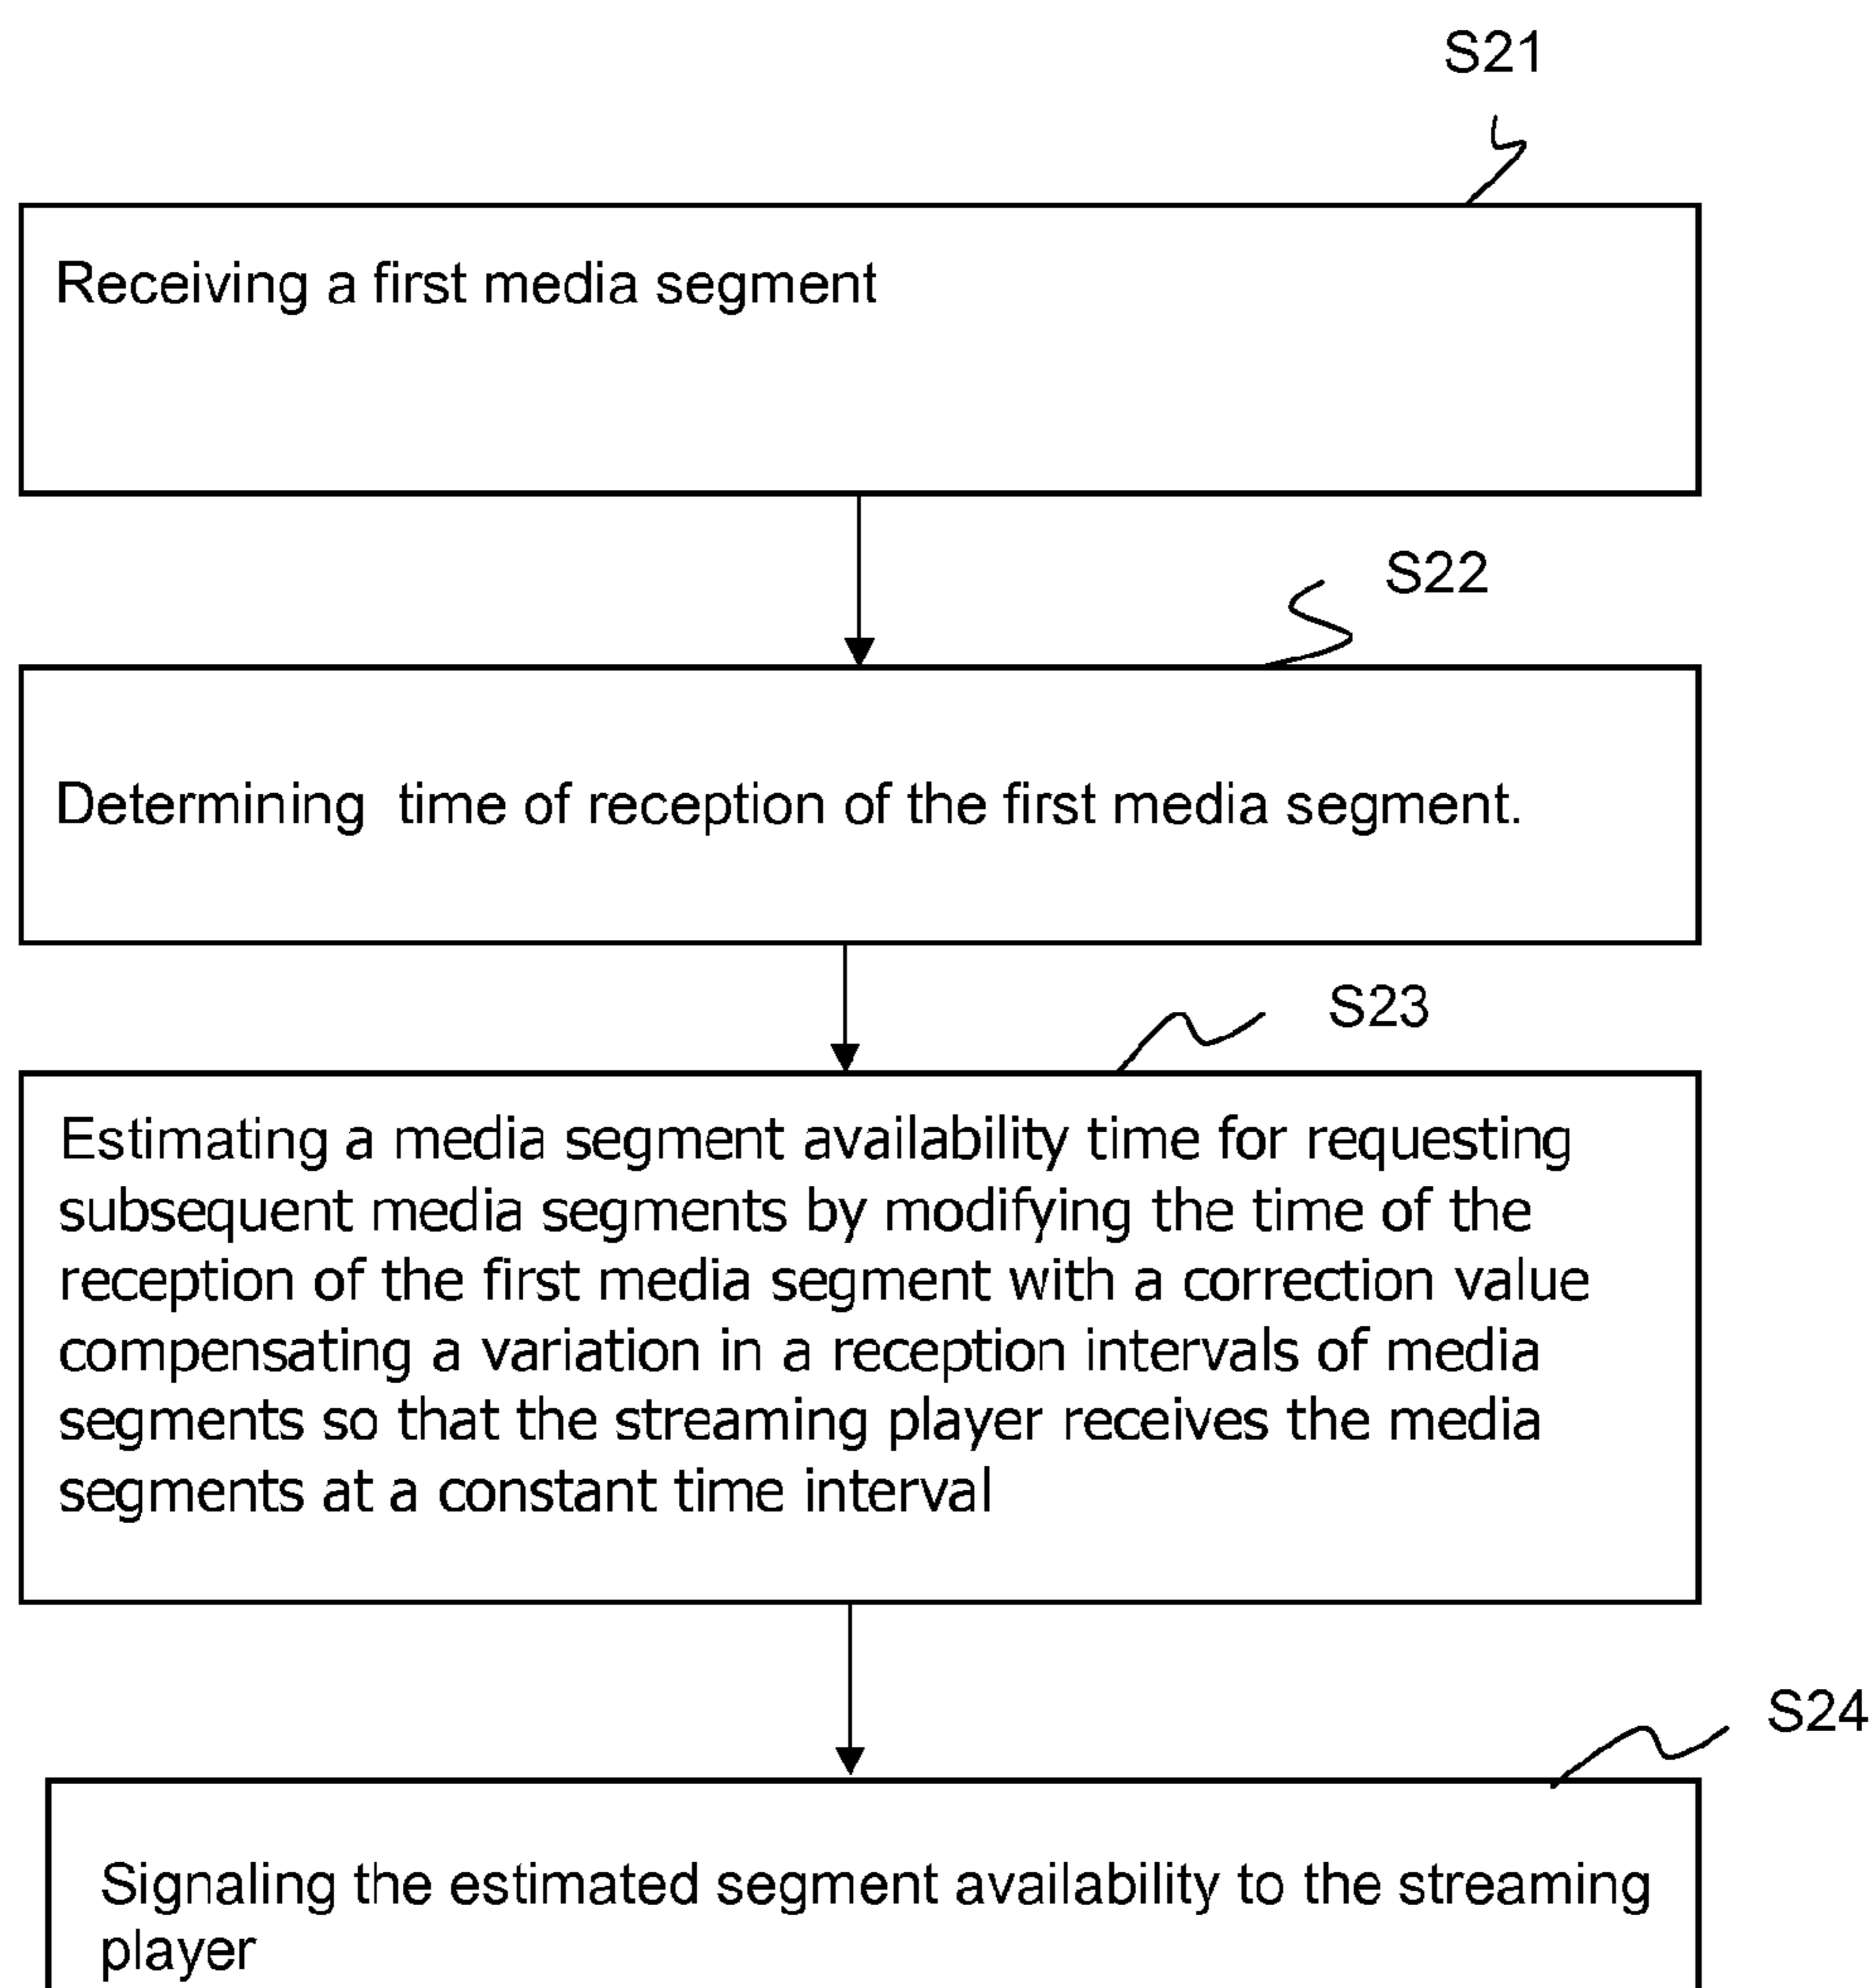 S21
Receiving a first media segment
S22
Determining time of reception of the first media segment.
S23
Estimating a media segment availability time for requesting
subsequent media segments by modifying the time of the
reception of the first media segment with a correction value
compensating a variation in a reception intervals of media
segments so that the streaming player receives the media
segments at a constant time interval
S24
Signaling the estimated segment availability to the streaming
player